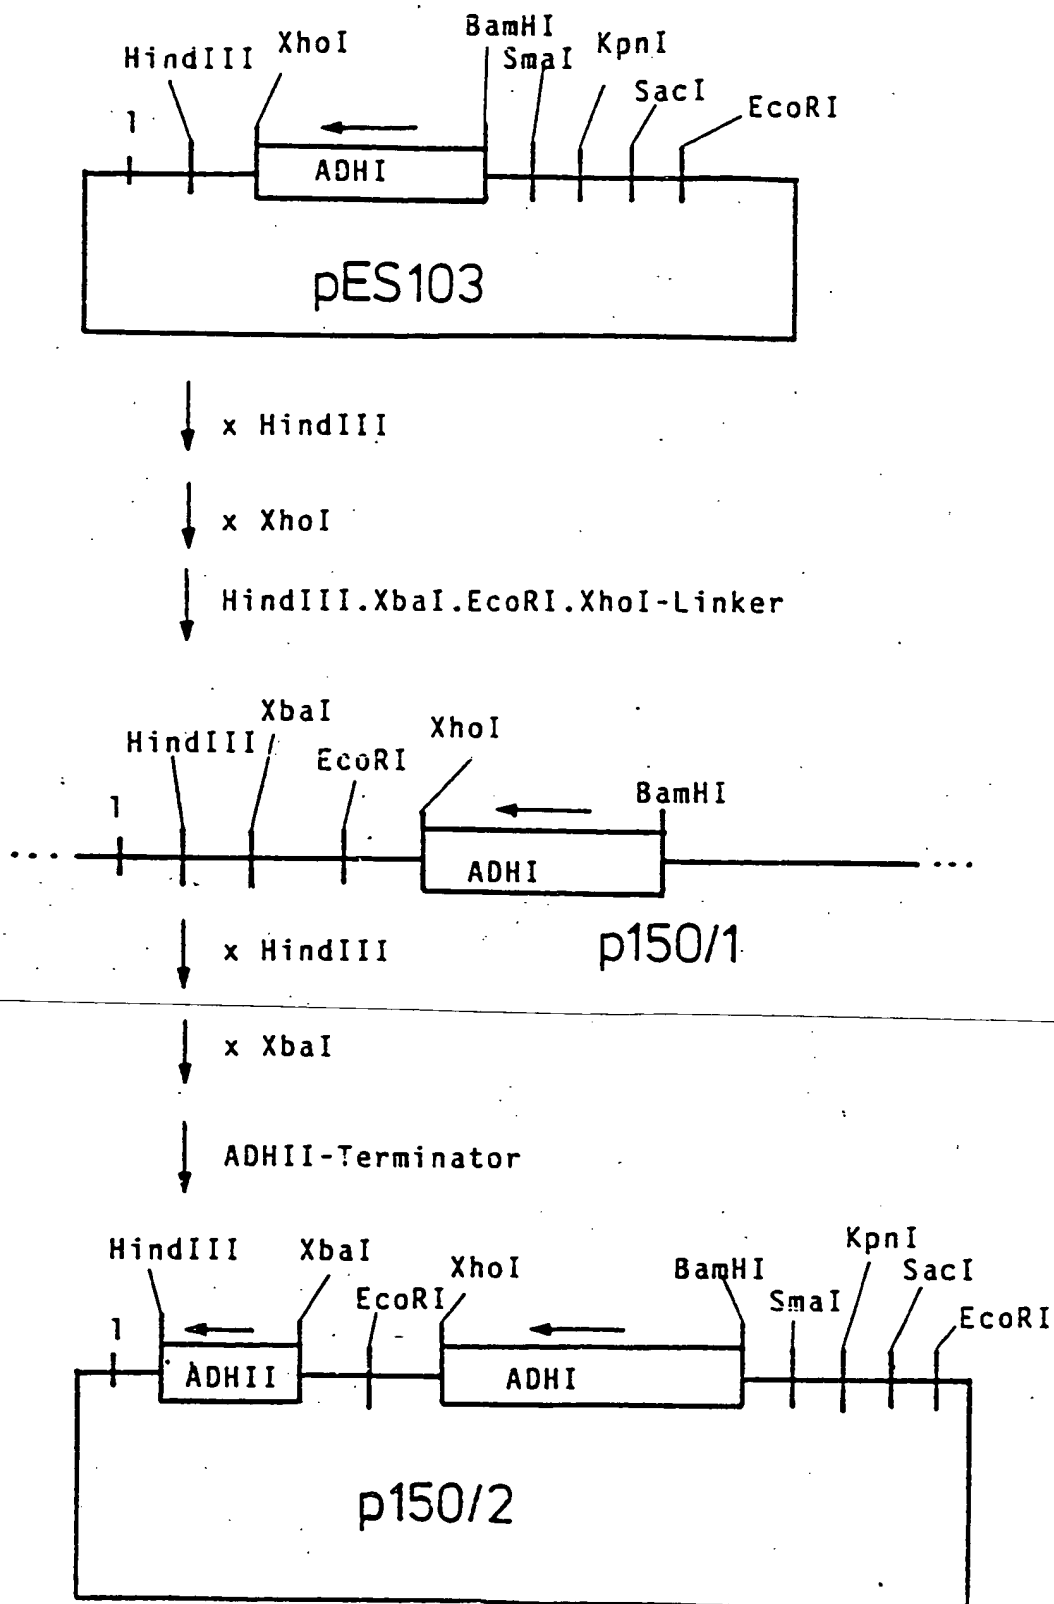 HindIII XhoI BamHI SmaI KpnI SacI EcoRI
1
ADHI
pES103
x HindIII
x XhoI
HindIII.XbaI.EcoRI.XhoI-Linker
HindIII XbaI EcoRI XhoI BamHI
1
ADHI
p150/1
x HindIII
x XbaI
ADHII-Terminator
HindIII XbaI EcoRI XhoI BamHI SmaI KpnI SacI EcoRI
1
ADHII ADHI
p150/2